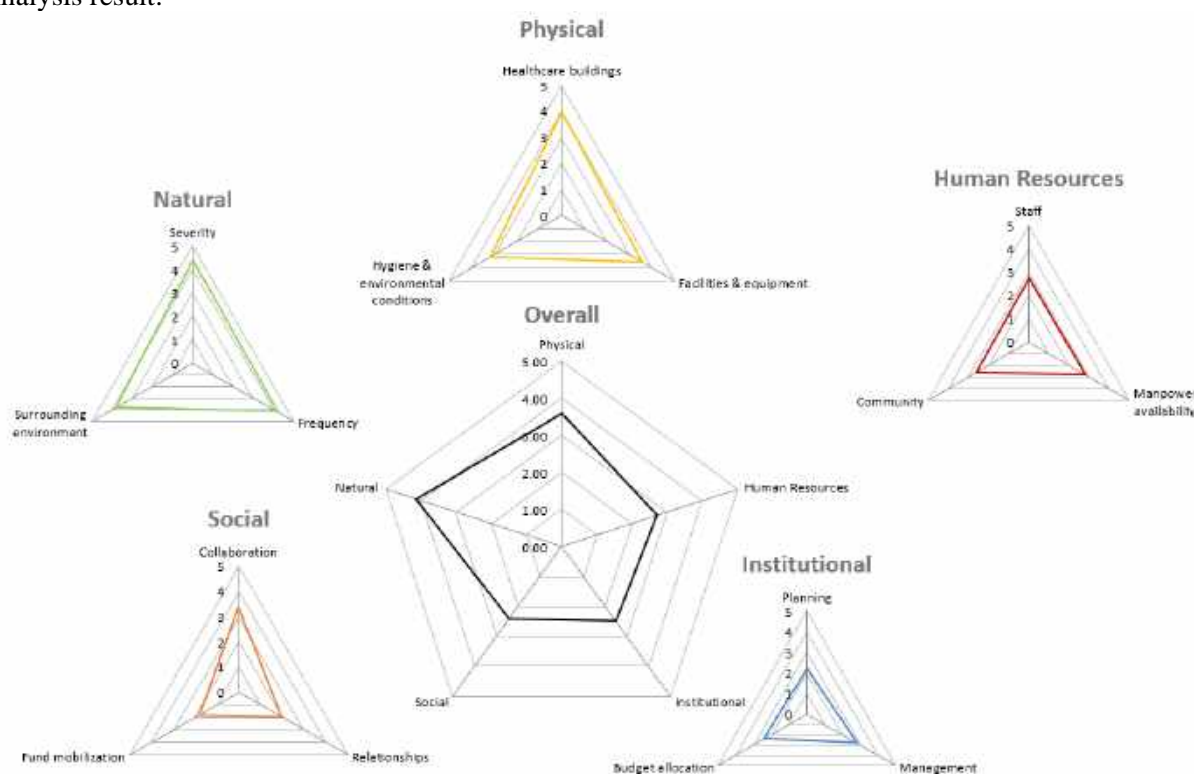 nalysis result.
Physical
Healthcare buildings
5
4
3
2
1
0
Hygiene &
environmental
conditions
Facilities & equipment
Natural
Severity
5
4
3
2
1
0
Surrounding
environment
Frequency
Human Resources
Staff
5
4
3
2
1
0
Community
Manpower
availability
Overall
Physical
5.00
4.00
3.00
2.00
1.00
0.00
Natural
Human Resources
Social
Institutional
Social
Collaboration
5
4
3
2
1
0
Fund mobilization
Relationships
Institutional
Planning
5
4
3
2
1
0
Budget allocation
Management